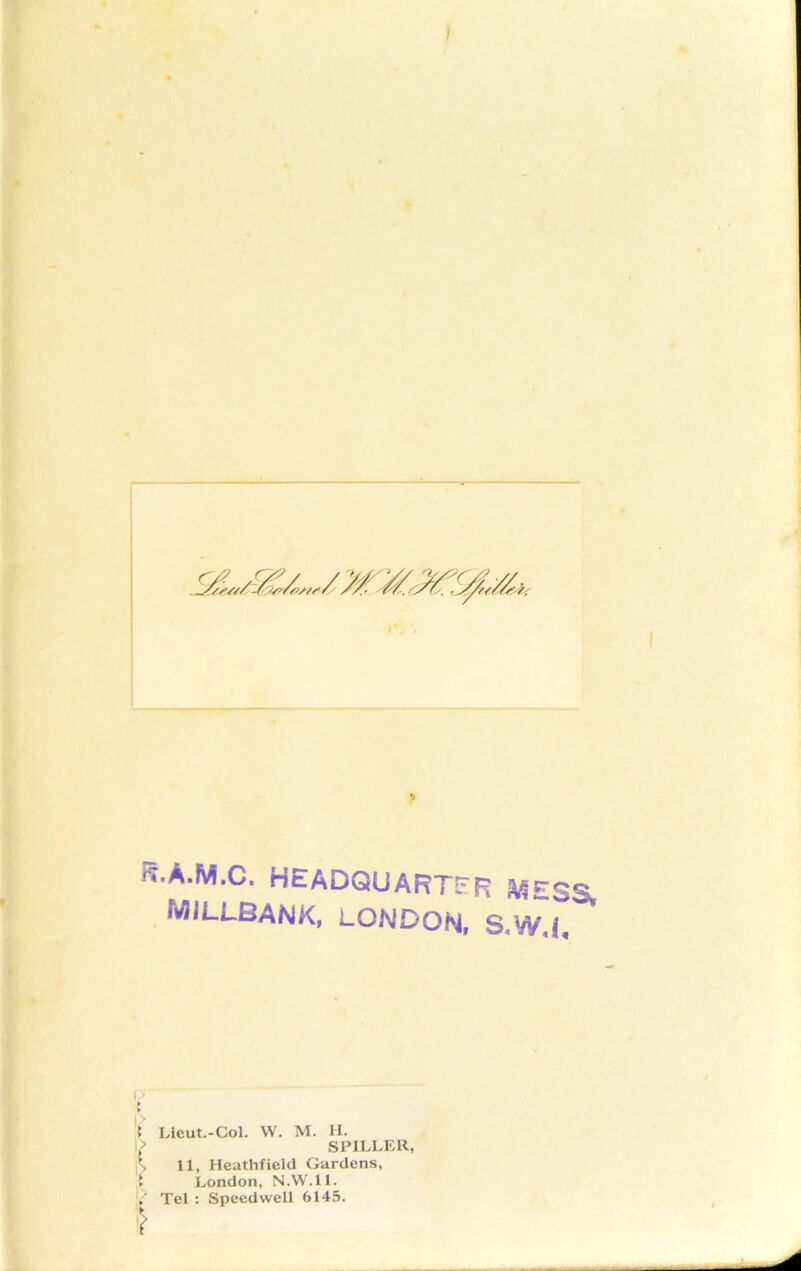 Lieut-Colonel W. M. H. Spiller.
R.A.M.C. HEADQUARTER MESS,
MILLBANK, LONDON, S.W.1.
Lieut.-Col. W. M. H.
SPILLER,
11, Heathfield Gardens,
London, N.W.11.
Tel : Speedwell 6145.